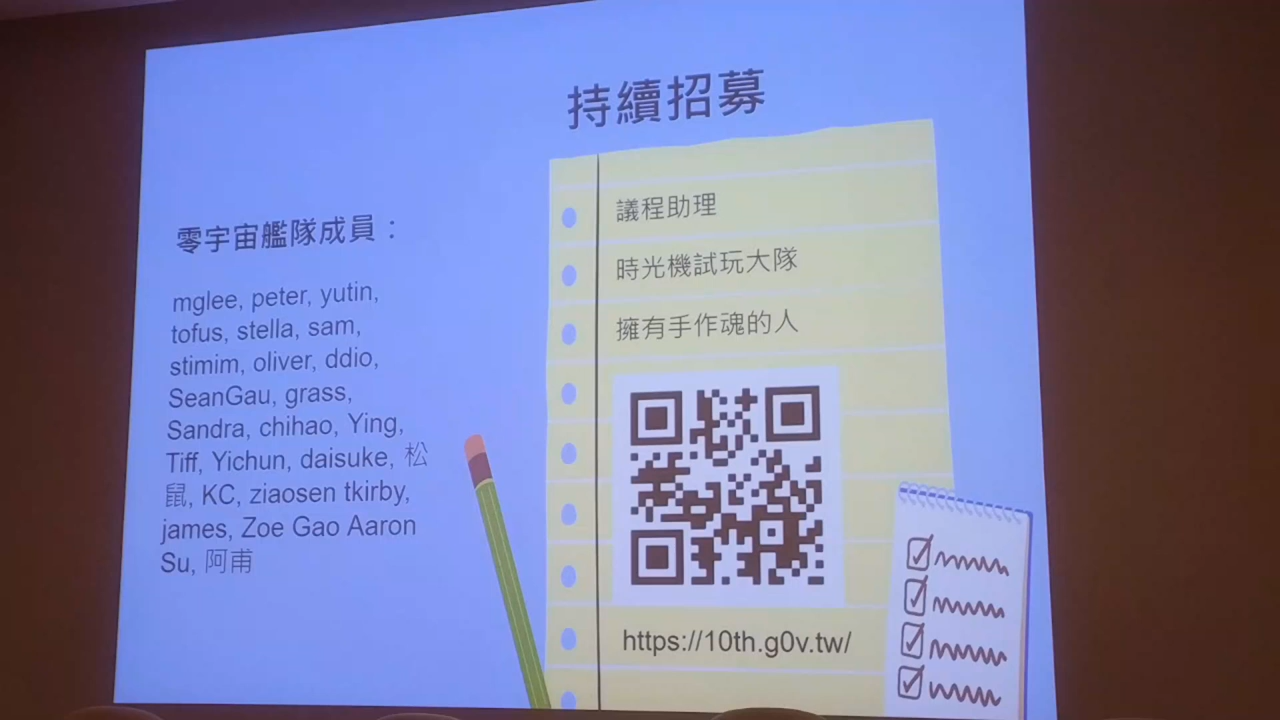 持續招募
零宇宙艦隊成員：
mglee, peter, yutin,
tofus, stella, sam,
stimim, oliver, ddio,
SeanGau, grass,
Sandra, chihao, Ying,
Tiff, Yichun, daisuke, 松
鼠, KC, ziaosen tkirby,
james, Zoe Gao Aaron
Su, 阿甫
議程助理
時光機試玩大隊
擁有手作魂的人
https://10th.g0v.tw/